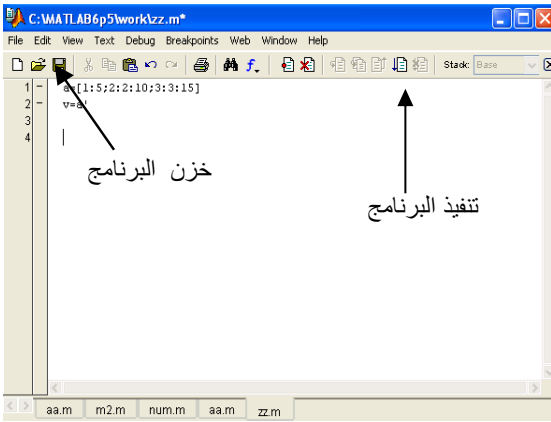 C:\MATLAB6p5\work\zz.m*
File Edit View Text Debug Breakpoints Web Window Help
Stack: Base
1 - a=[1:5;2:2:10;3:3:15]
2 - v=a'
3
4
خزن البرنامج
تنفيذ البرنامج
aa.m m2.m num.m aa.m zz.m